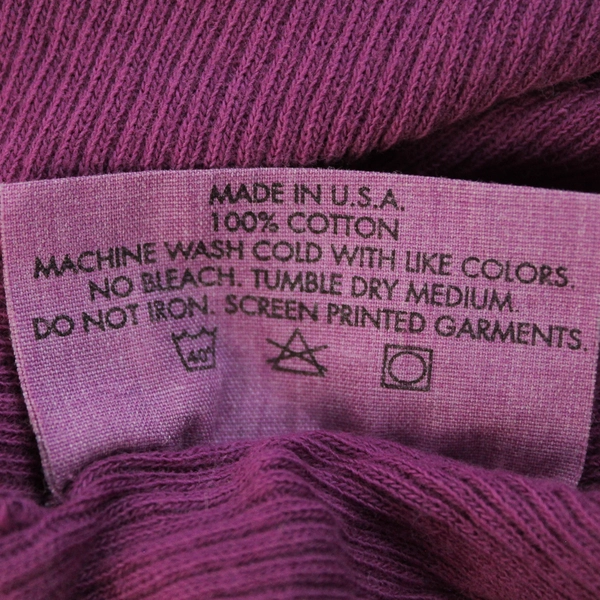 MADE IN U.S.A.
100% COTTON
MACHINE WASH COLD WITH LIKE COLORS.
NO BLEACH. TUMBLE DRY MEDIUM.
DO NOT IRON. SCREEN PRINTED GARMENTS.
40°